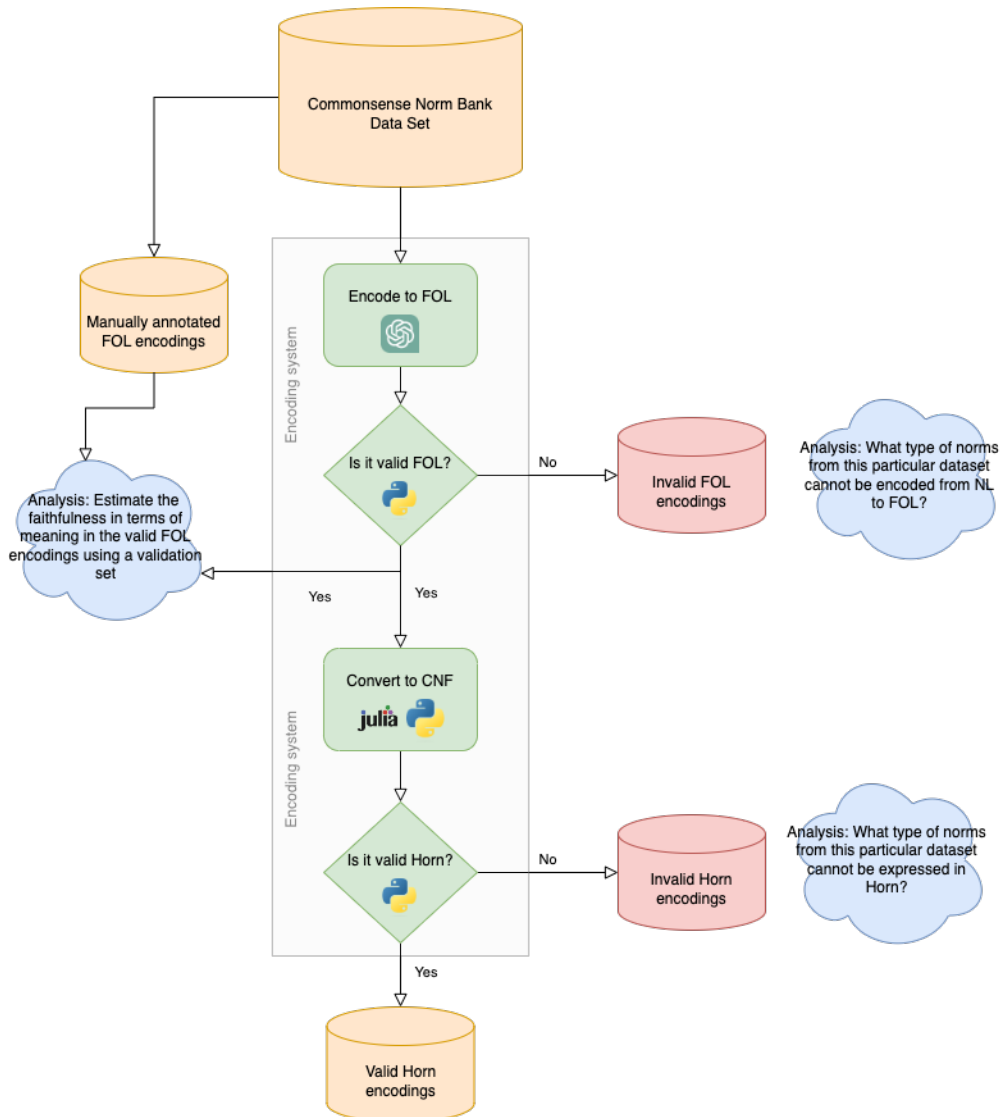 Commonsense Norm Bank
Data Set
Manually annotated
FOL encodings
Encoding system
Encode to FOL
Is it valid FOL?
No
Invalid FOL
encodings
Analysis: What type of norms
from this particular dataset
cannot be encoded from NL
to FOL?
Analysis: Estimate the
faithfulness in terms of
meaning in the valid FOL
encodings using a validation
set
Yes
Yes
Encoding system
Convert to CNF
julia
Is it valid Horn?
No
Invalid Horn
encodings
Analysis: What type of norms
from this particular dataset
cannot be expressed in
Horn?
Yes
Valid Horn
encodings